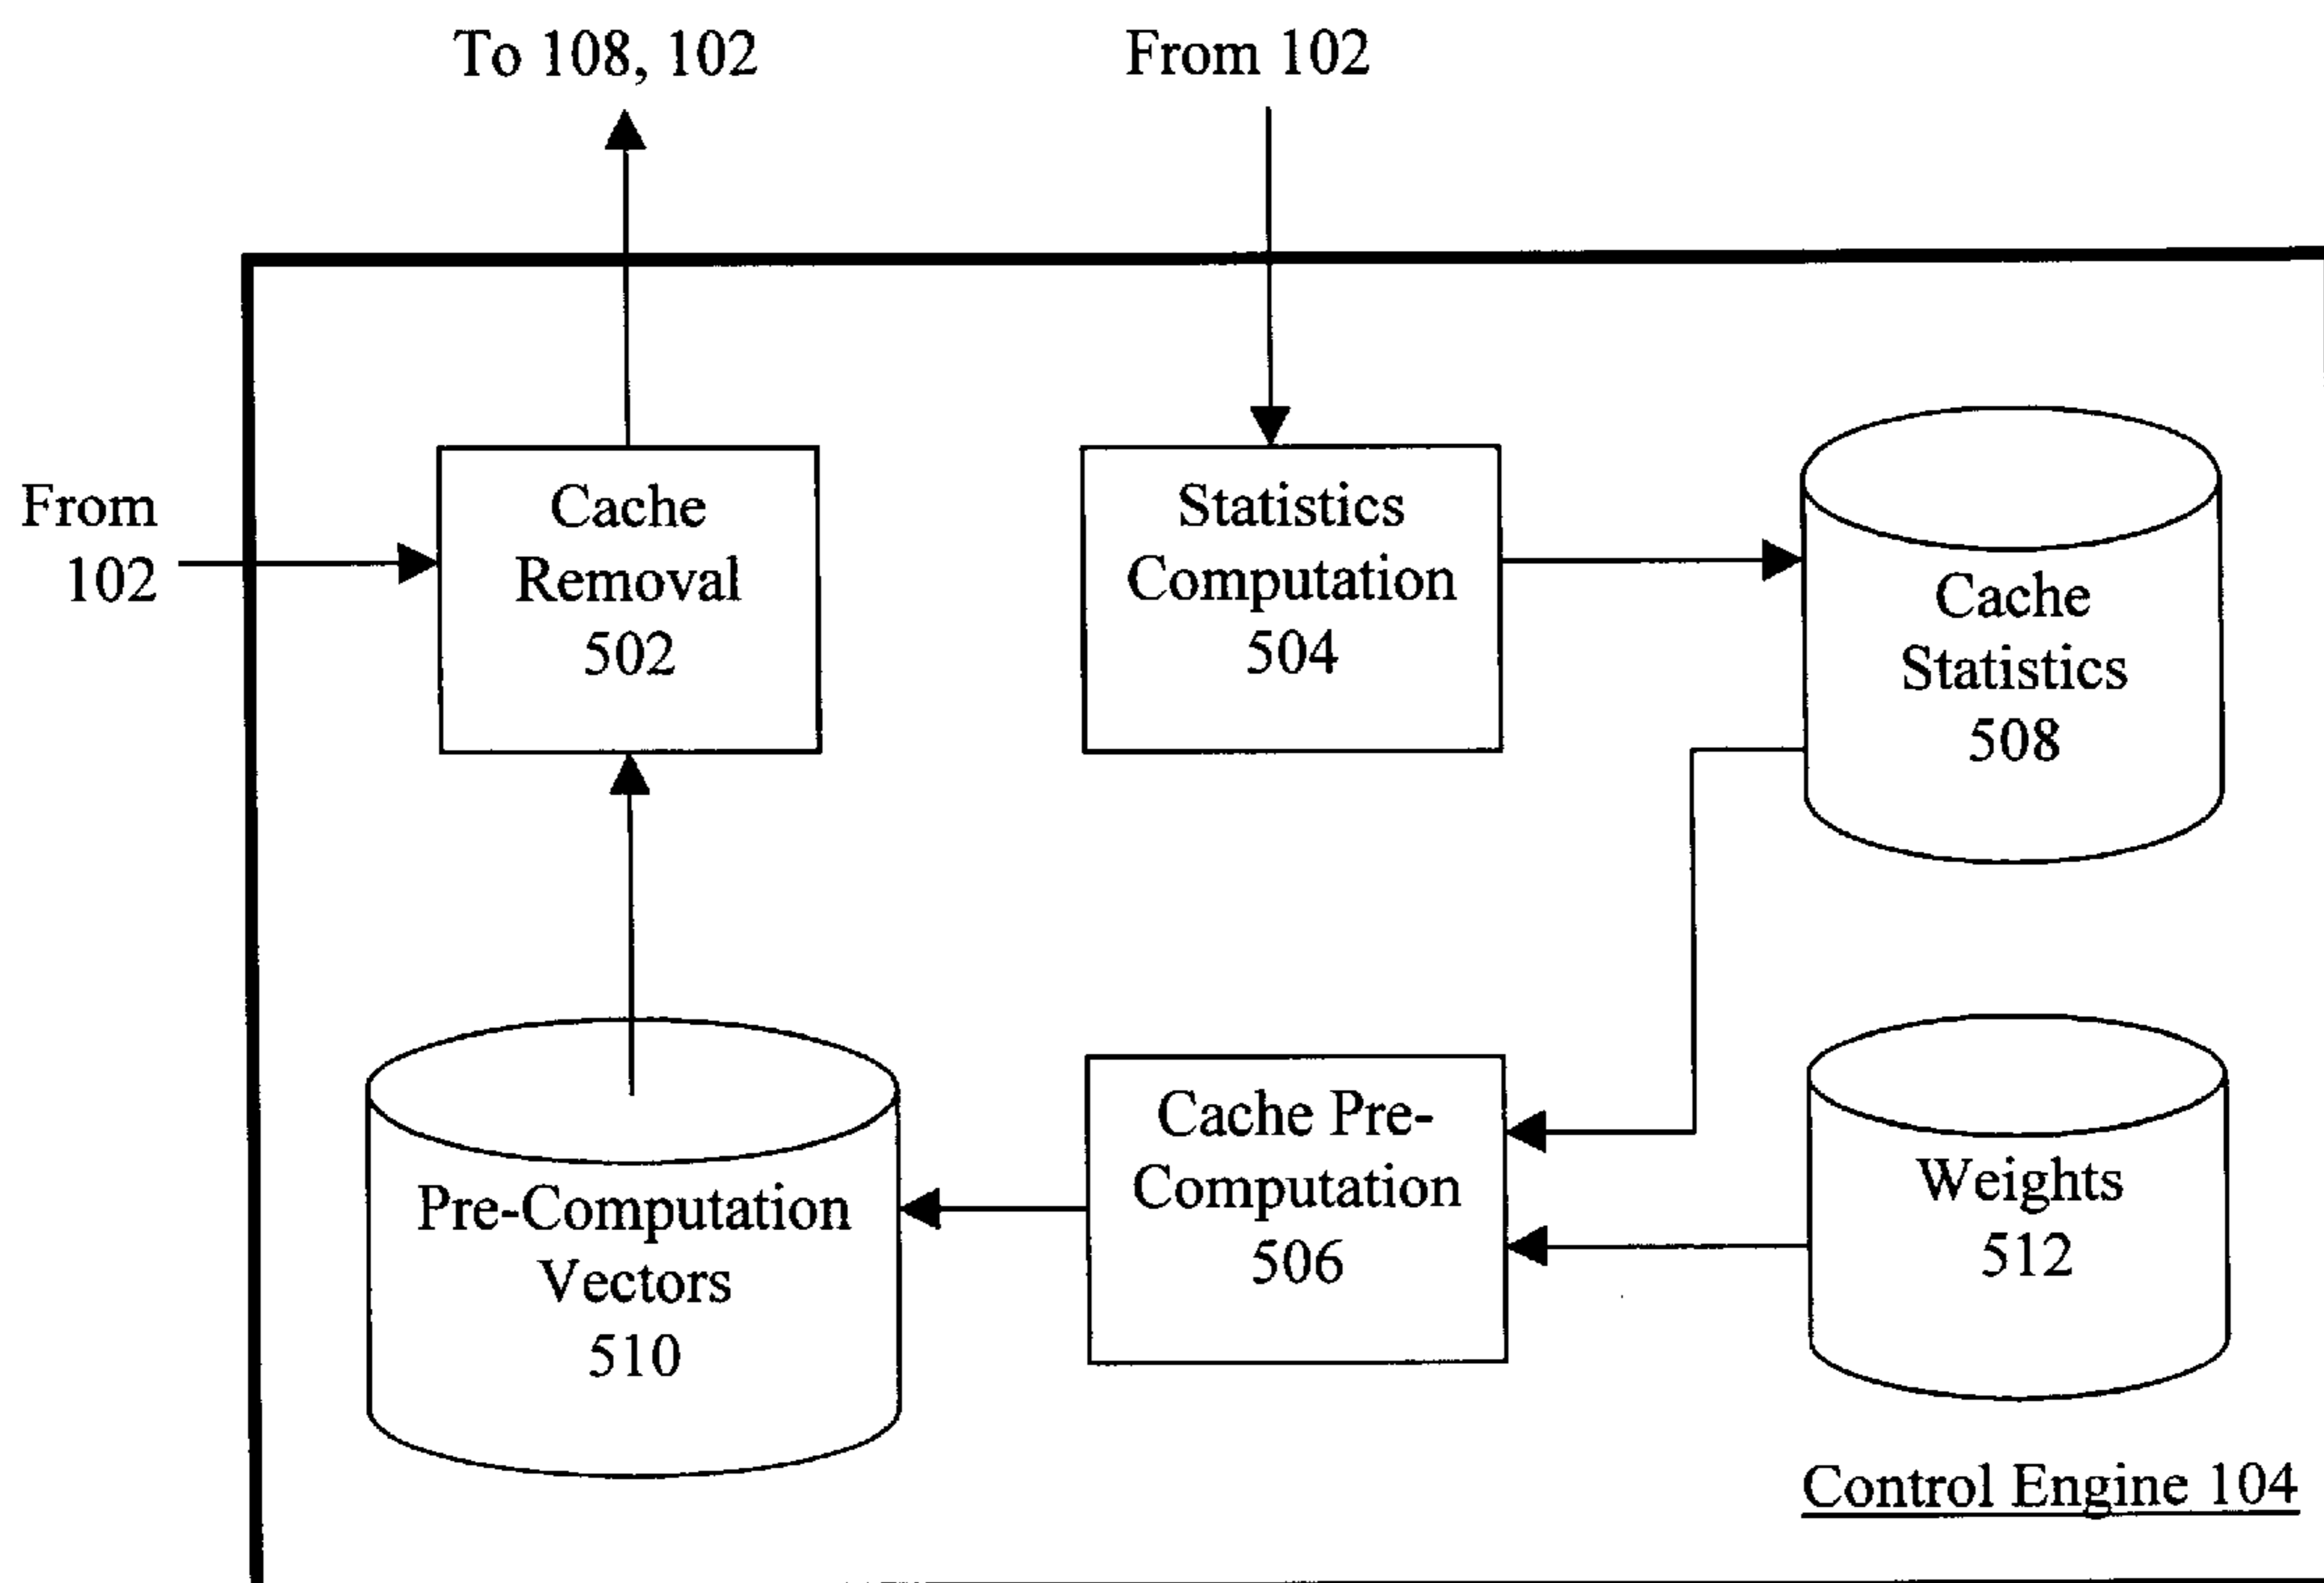 To 108, 102
From 102
From
102
Cache
Removal
502
Statistics
Computation
504
Cache
Statistics
508
Pre-Computation
Vectors
510
Cache Pre-
Computation
506
Weights
512
Control Engine 104